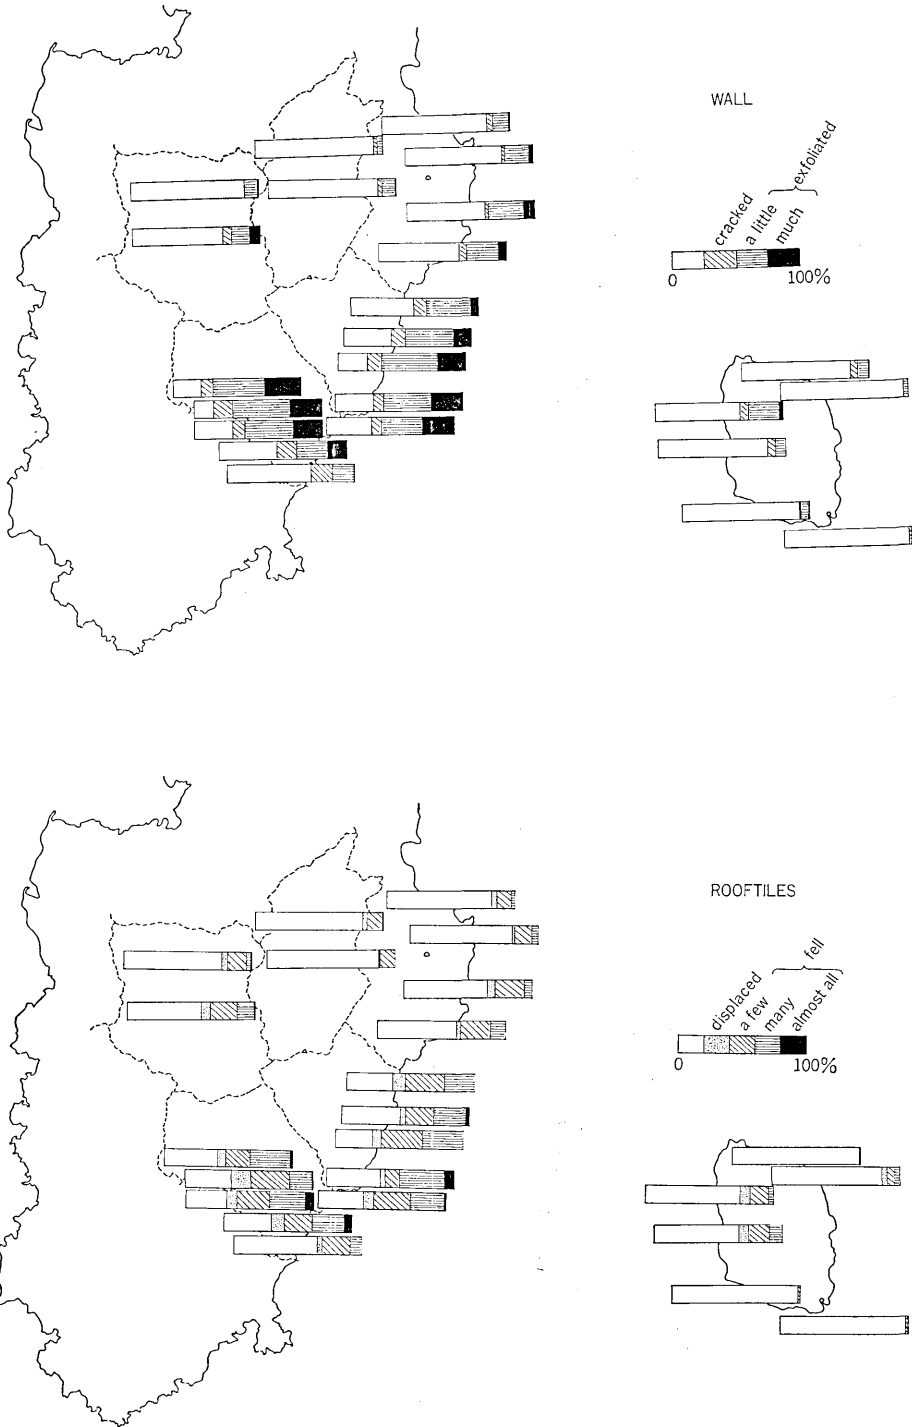 WALL
exfoliated
cracked
a little
much
0
100%
ROOFTILES
fell
displaced
a few
many
almost all
0
100%